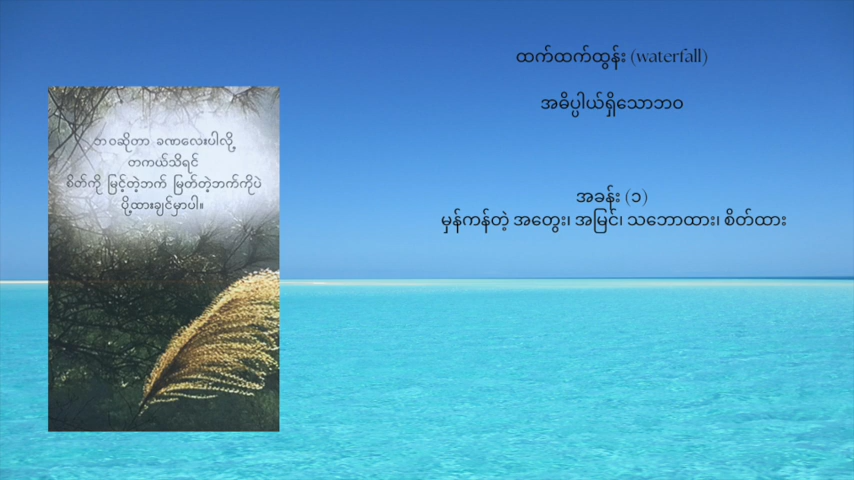 ထက်ထက်ထွန်း (waterfall)
အဓိပ္ပါယ်ရှိသောဘဝ
အခန်း (၁)
မှန်ကန်တဲ့ အတွေး၊ အမြင်၊ သဘောထား၊ စိတ်ထား
ဘဝဆိုတာ ခဏလေးပါလို့
တကယ်သိရင်
စိတ်ကို မြင့်တဲ့ဘက် မြတ်တဲ့ဘက်ကိုပဲ
ပို့ထားချင်မှာပါ။